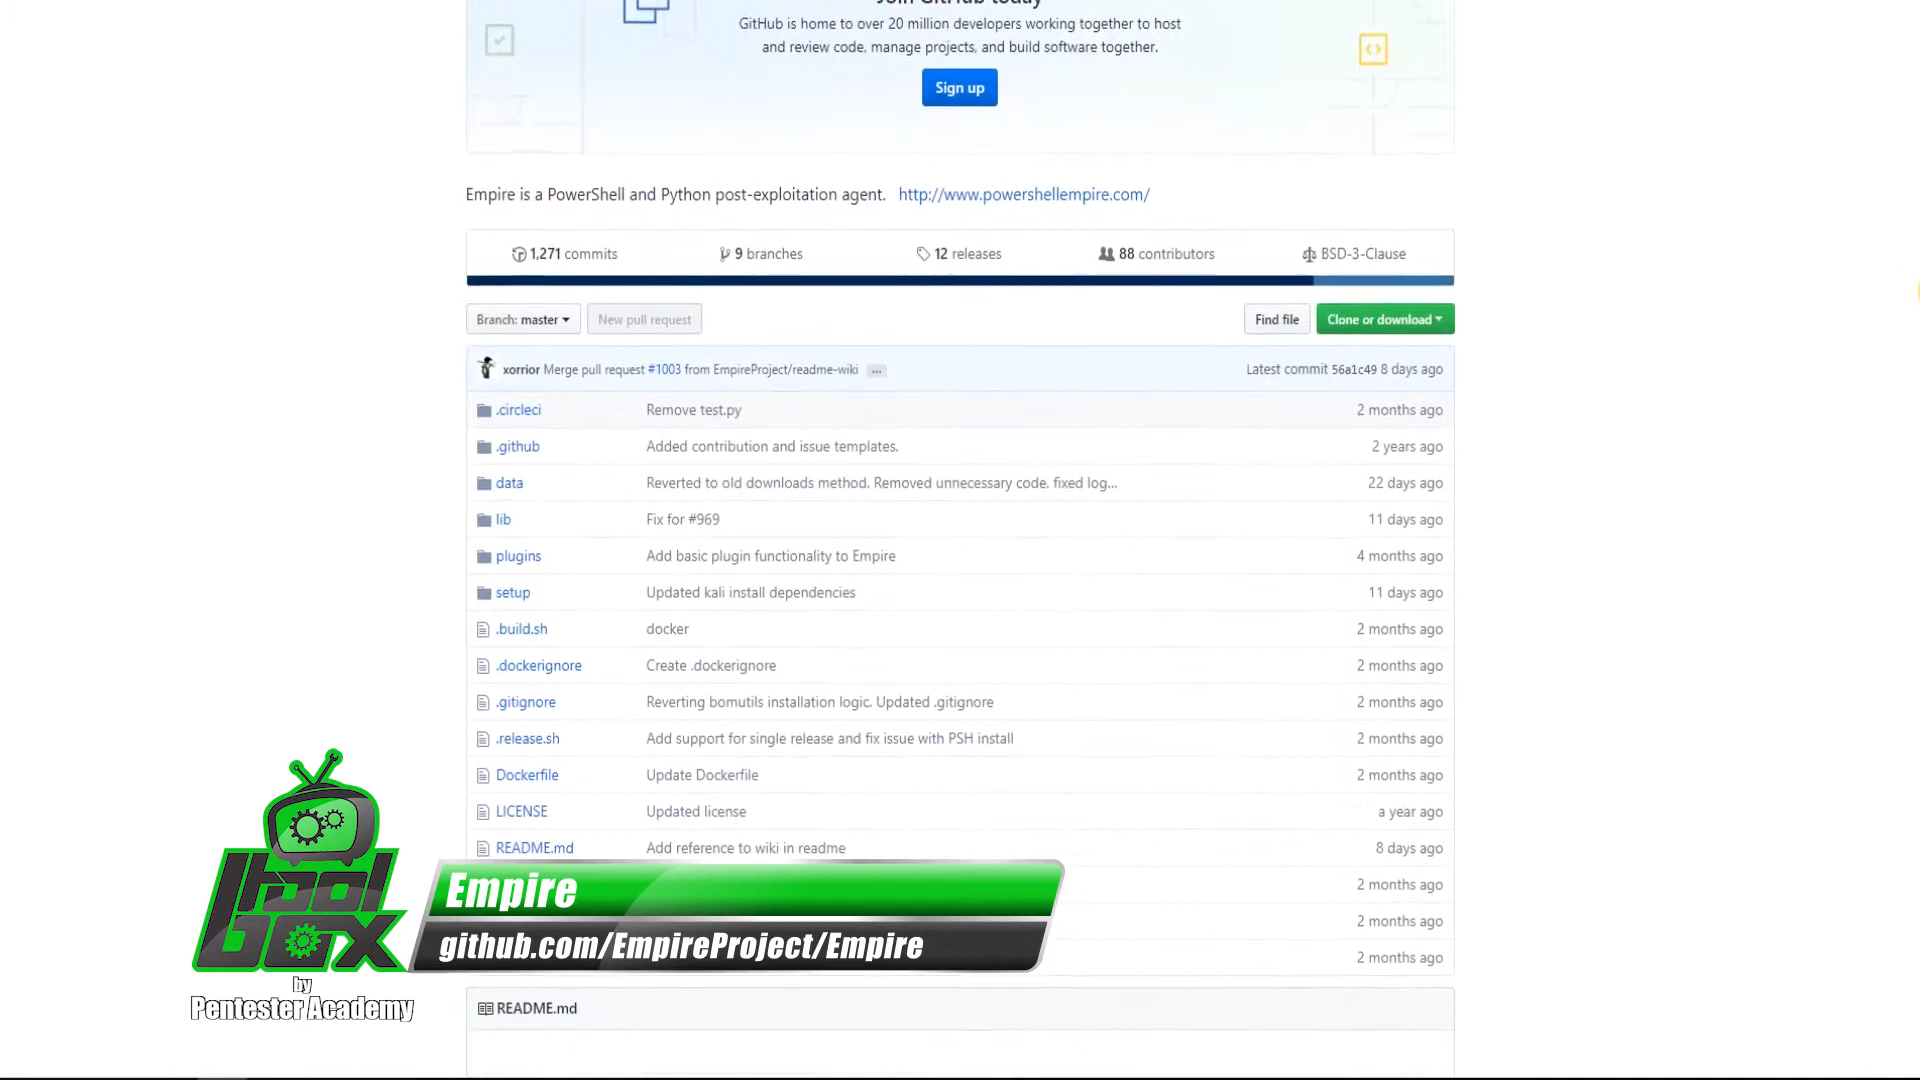 Join GitHub today
GitHub is home to over 20 million developers working together to host
and review code, manage projects, and build software together.
Sign up
Empire is a PowerShell and Python post-exploitation agent. http://www.powershellempire.com/
1,271 commits 9 branches 12 releases 88 contributors BSD-3-Clause
Branch: master New pull request Find file Clone or download
xorrior Merge pull request #1003 from EmpireProject/readme-wiki ... Latest commit 56a1c49 8 days ago
.circleci Remove test.py 2 months ago
.github Added contribution and issue templates. 2 years ago
data Reverted to old downloads method. Removed unnecessary code. fixed log... 22 days ago
lib Fix for #969 11 days ago
plugins Add basic plugin functionality to Empire 4 months ago
setup Updated kali install dependencies 11 days ago
.build.sh docker 2 months ago
.dockerignore Create .dockerignore 2 months ago
.gitignore Reverting bomutils installation logic. Updated .gitignore 2 months ago
.release.sh Add support for single release and fix issue with PSH install 2 months ago
Dockerfile Update Dockerfile 2 months ago
LICENSE Updated license a year ago
README.md Add reference to wiki in readme 8 days ago
2 months ago
2 months ago
2 months ago
Empire
github.com/EmpireProject/Empire
Tool
box
by
Pentester Academy
README.md